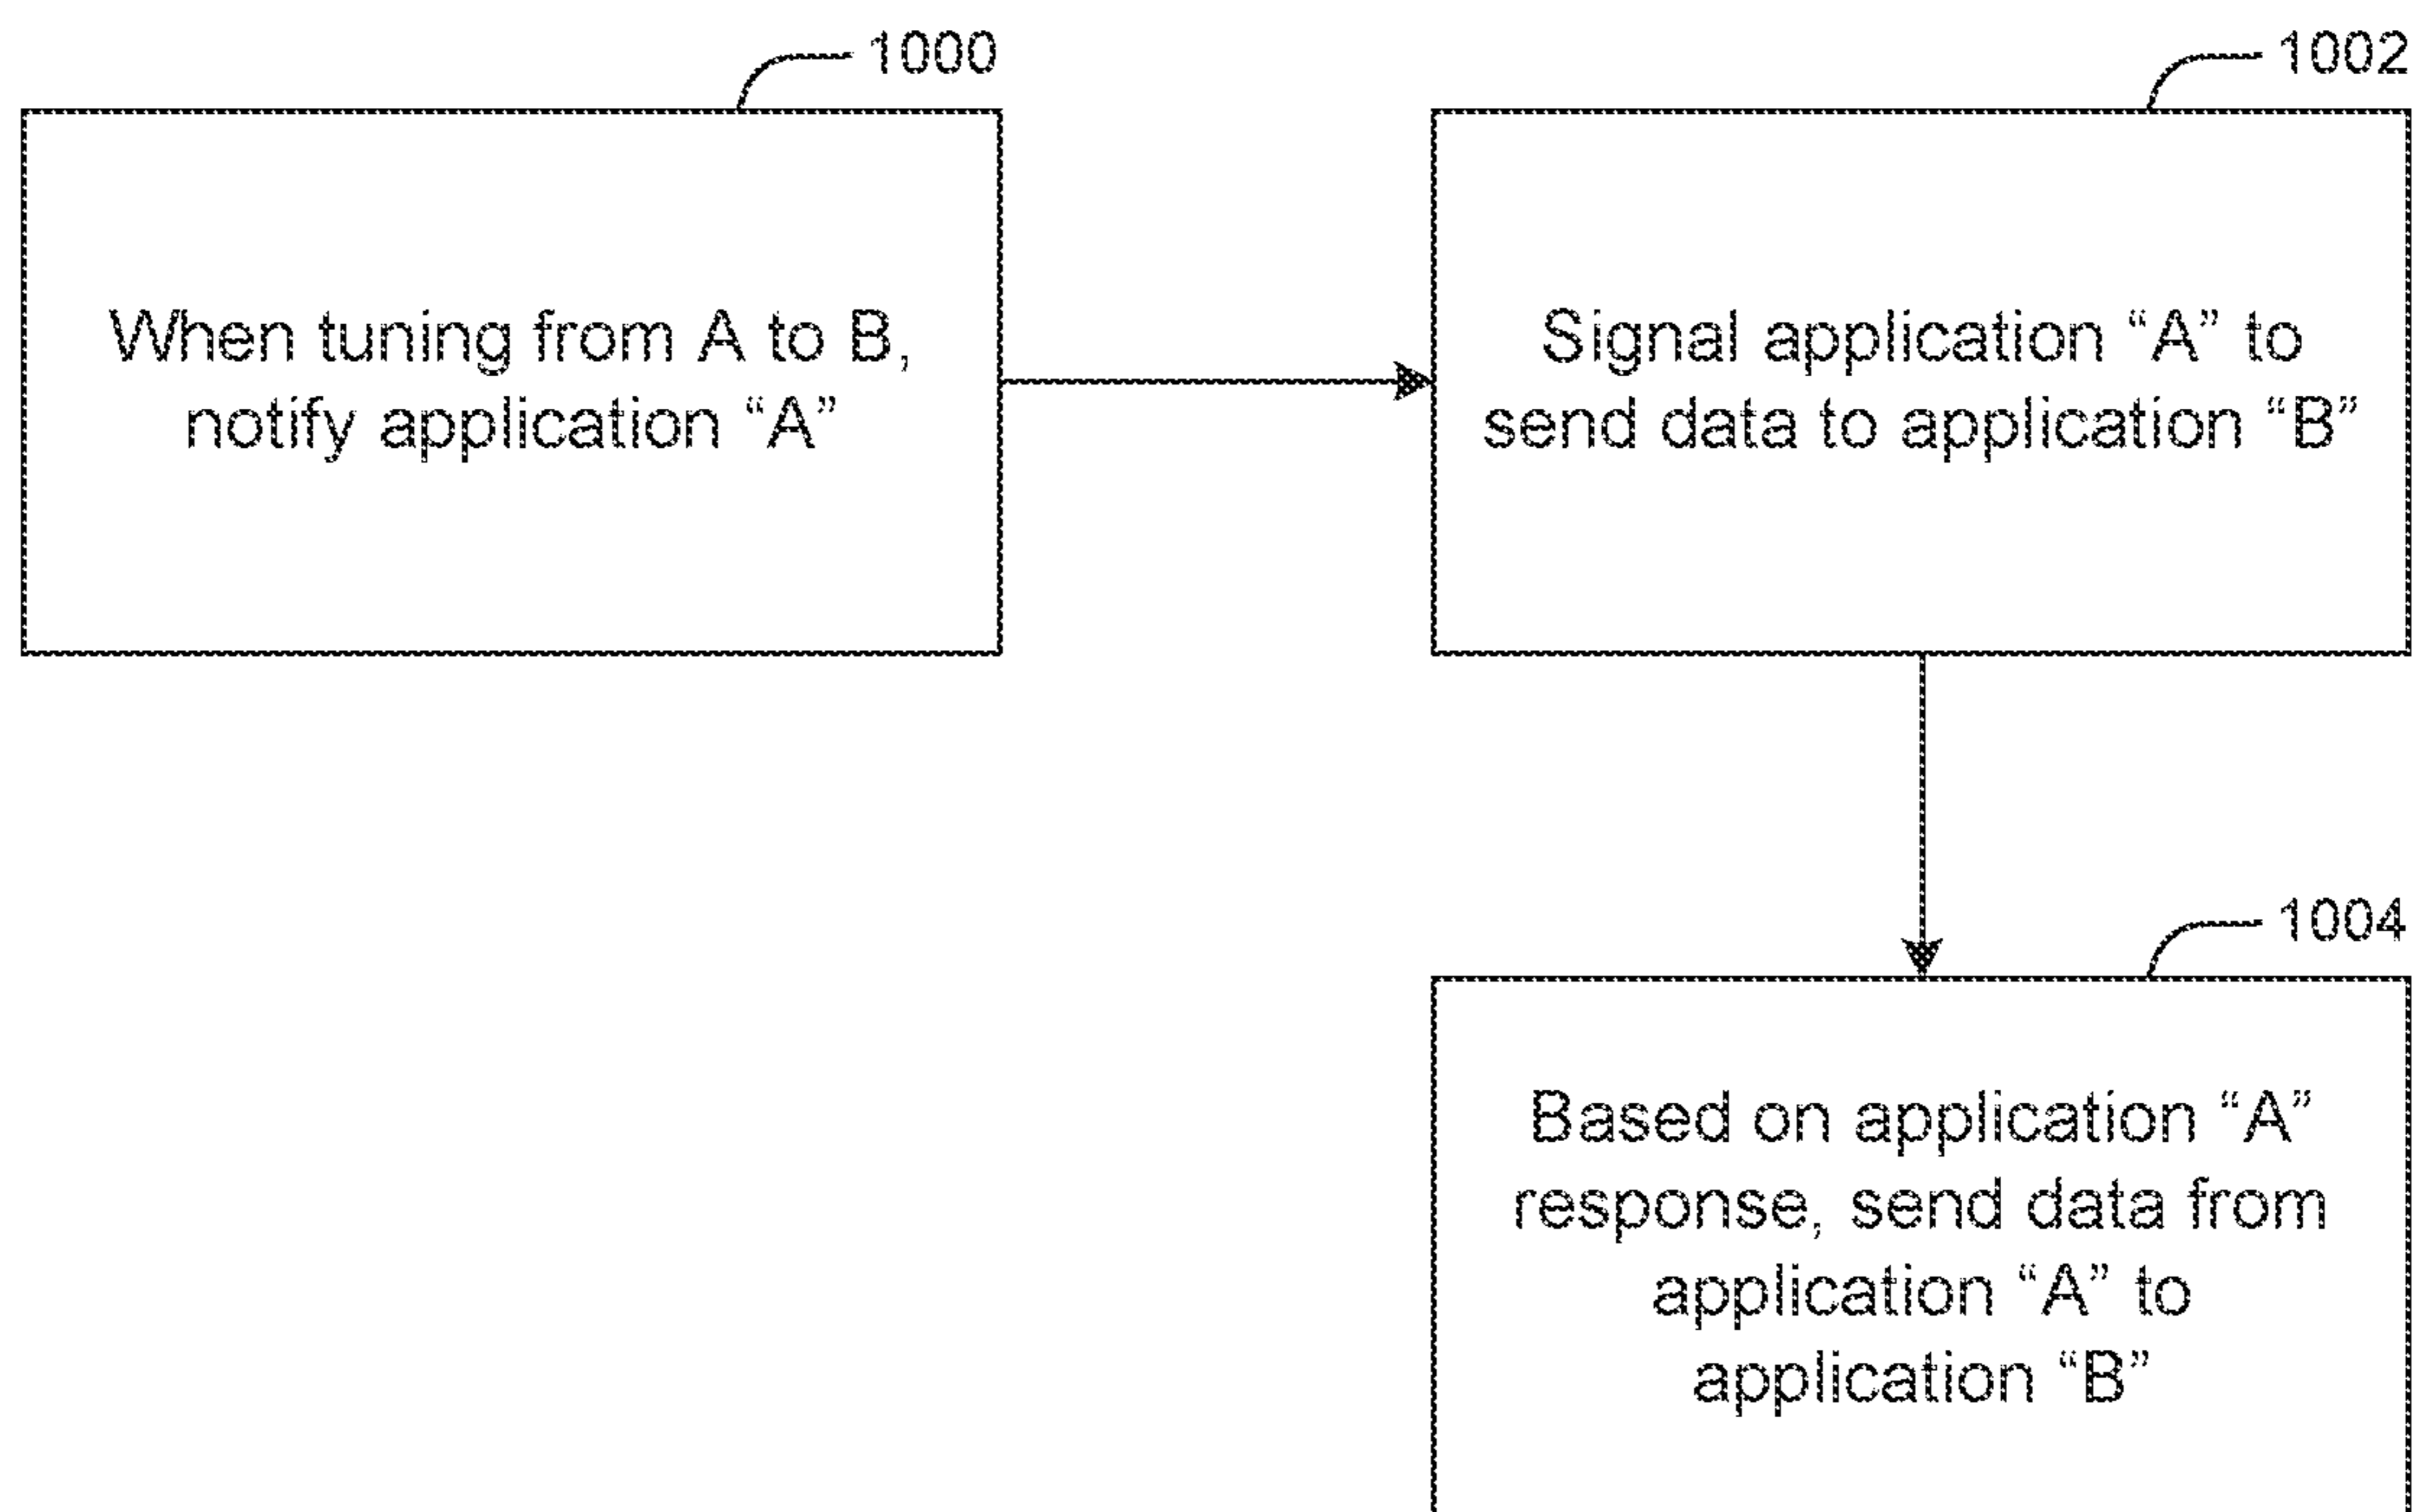 1000
When tuning from A to B,
notify application “A”
1002
Signal application “A” to
send data to application “B”
1004
Based on application “A”
response, send data from
application “A” to
application “B”